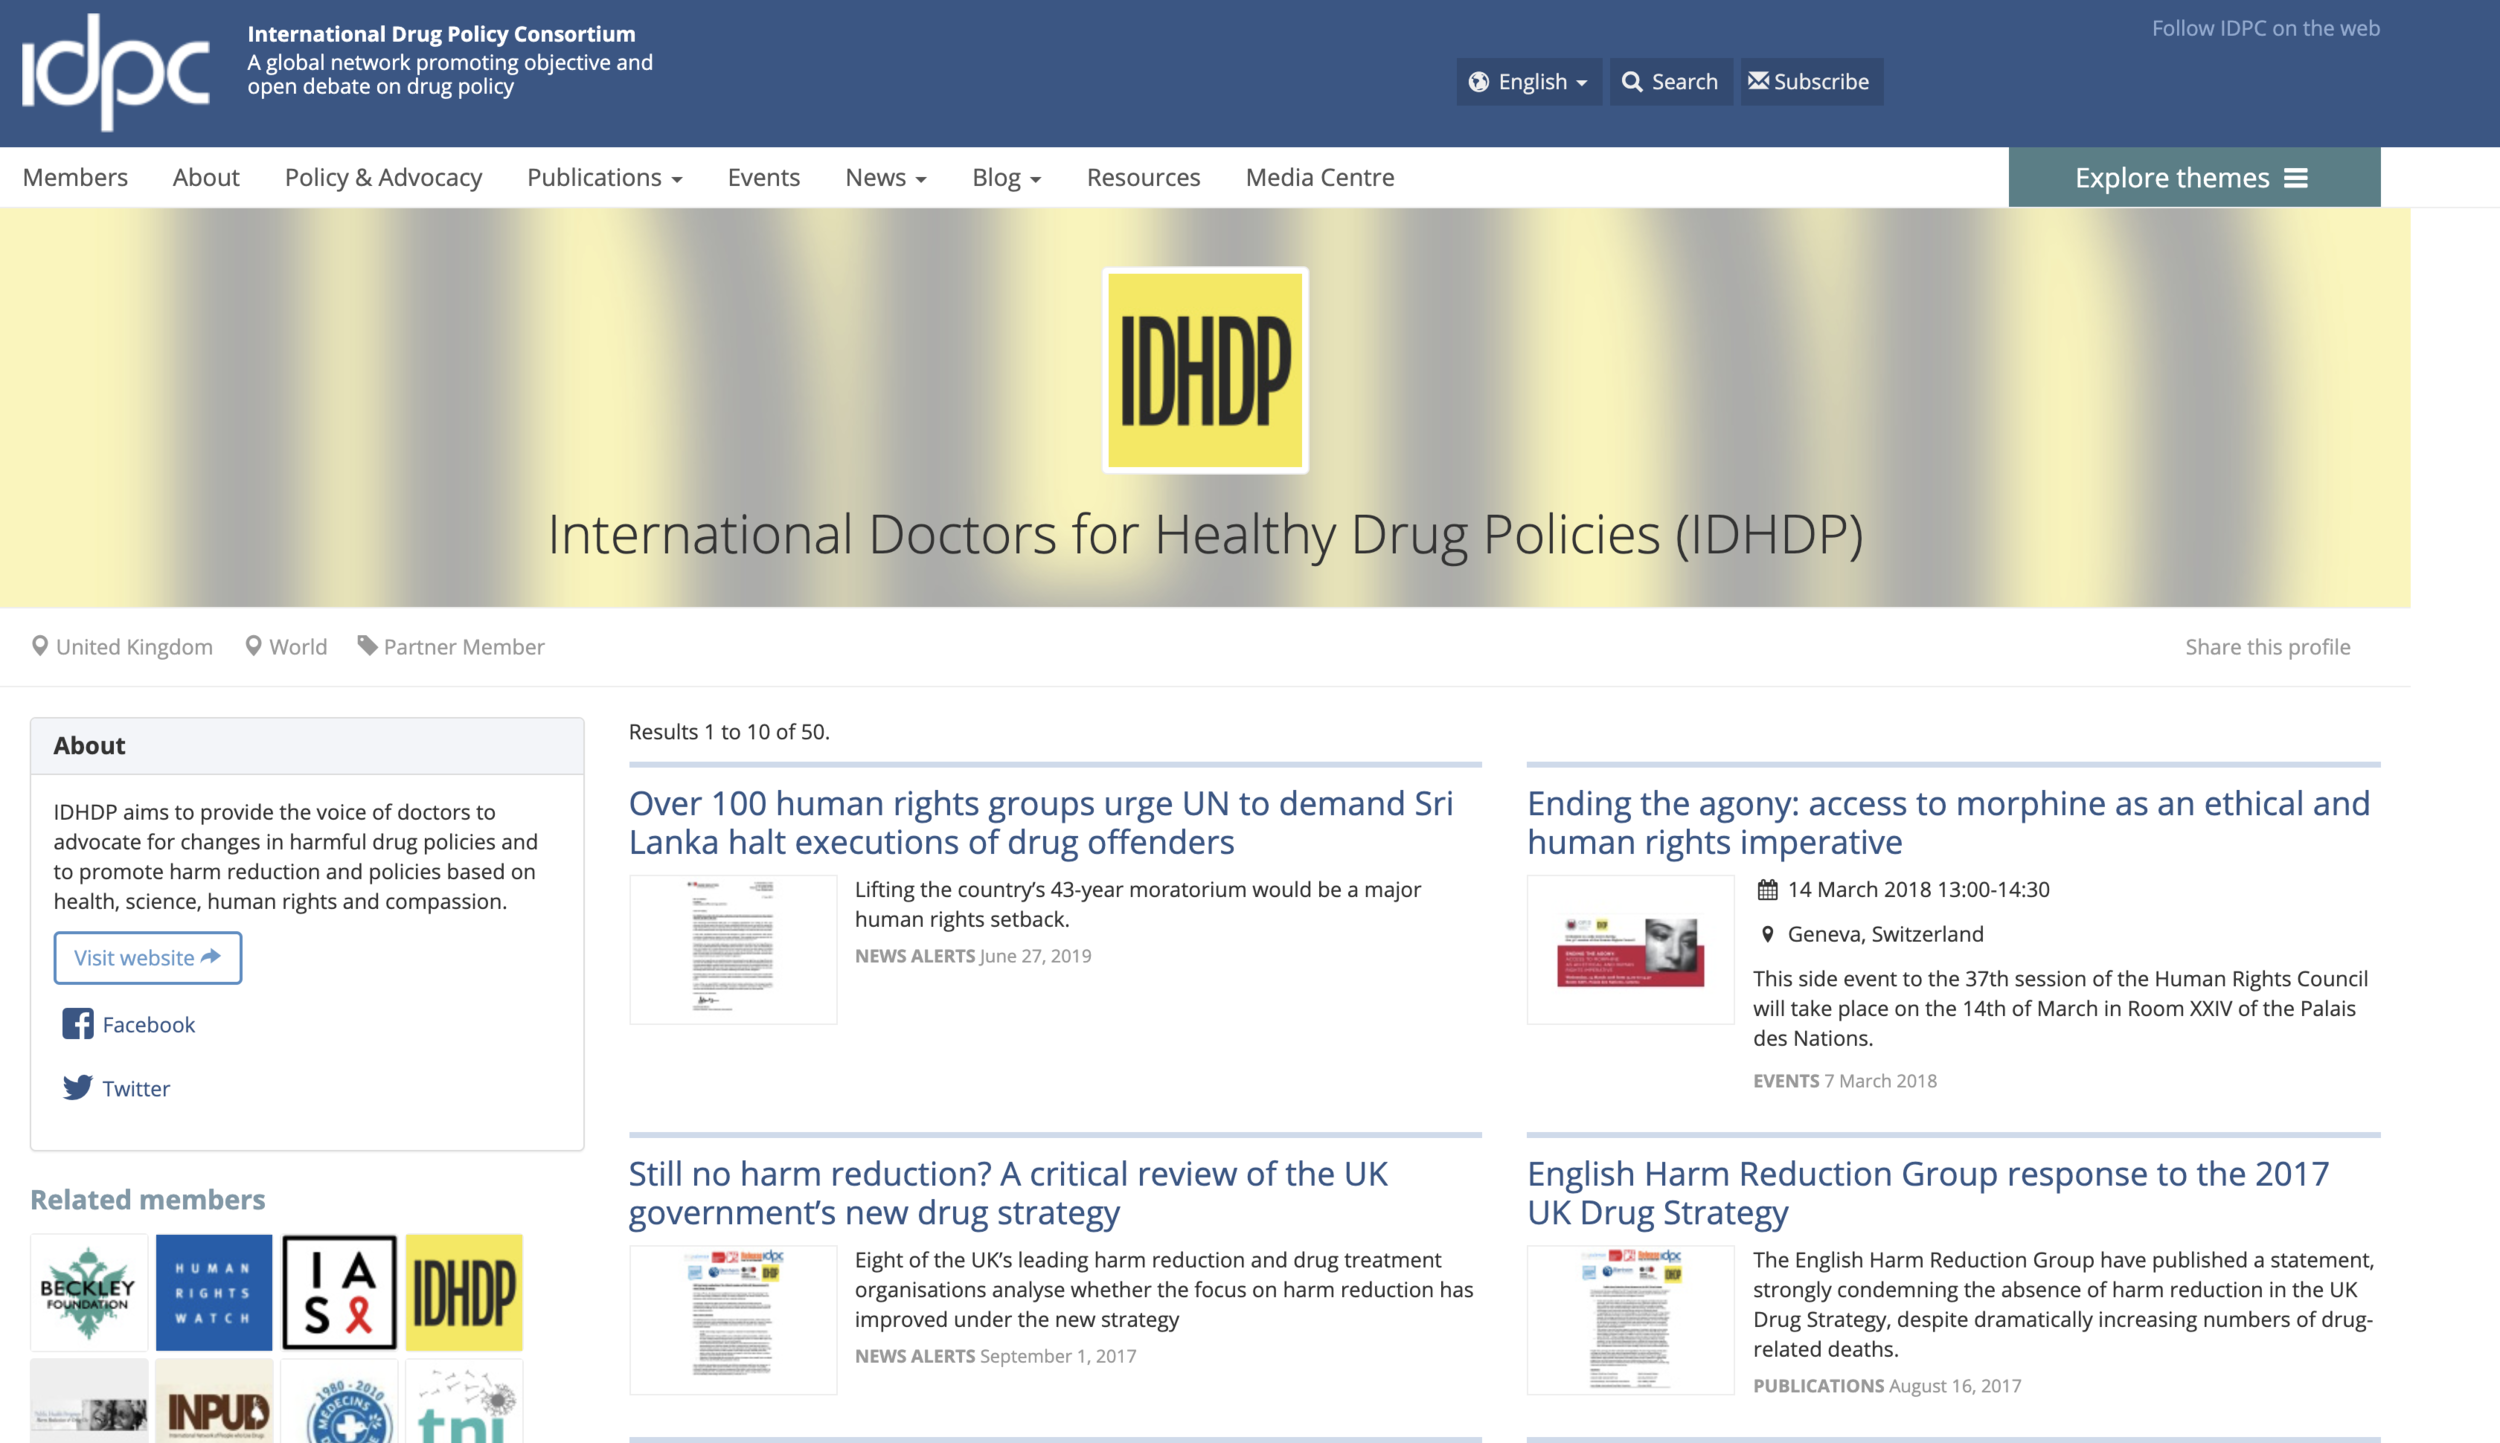 idpc
International Drug Policy Consortium
A global network promoting objective and
open debate on drug policy
Follow IDPC on the web
English
Search
Subscribe
Members
About
Policy & Advocacy
Publications
Events
News
Blog
Resources
Media Centre
Explore themes
IDHDP
International Doctors for Healthy Drug Policies (IDHDP)
United Kingdom
World
Partner Member
Share this profile
About
IDHDP aims to provide the voice of doctors to
advocate for changes in harmful drug policies and
to promote harm reduction and policies based on
health, science, human rights and compassion.
Visit website
Facebook
Twitter
Related members
BECKLEY
FOUNDATION
HUMAN
RIGHTS
WATCH
IA
S
IDHDP
INPUD
1980 - 2010
MEDECINS
tni
Results 1 to 10 of 50.
Over 100 human rights groups urge UN to demand Sri
Lanka halt executions of drug offenders
Lifting the country's 43-year moratorium would be a major
human rights setback.
NEWS ALERTS June 27, 2019
Ending the agony: access to morphine as an ethical and
human rights imperative
14 March 2018 13:00-14:30
Geneva, Switzerland
This side event to the 37th session of the Human Rights Council
will take place on the 14th of March in Room XXIV of the Palais
des Nations.
EVENTS 7 March 2018
Still no harm reduction? A critical review of the UK
government's new drug strategy
Eight of the UK's leading harm reduction and drug treatment
organisations analyse whether the focus on harm reduction has
improved under the new strategy
NEWS ALERTS September 1, 2017
English Harm Reduction Group response to the 2017
UK Drug Strategy
The English Harm Reduction Group have published a statement,
strongly condemning the absence of harm reduction in the UK
Drug Strategy, despite dramatically increasing numbers of drug-
related deaths.
PUBLICATIONS August 16, 2017